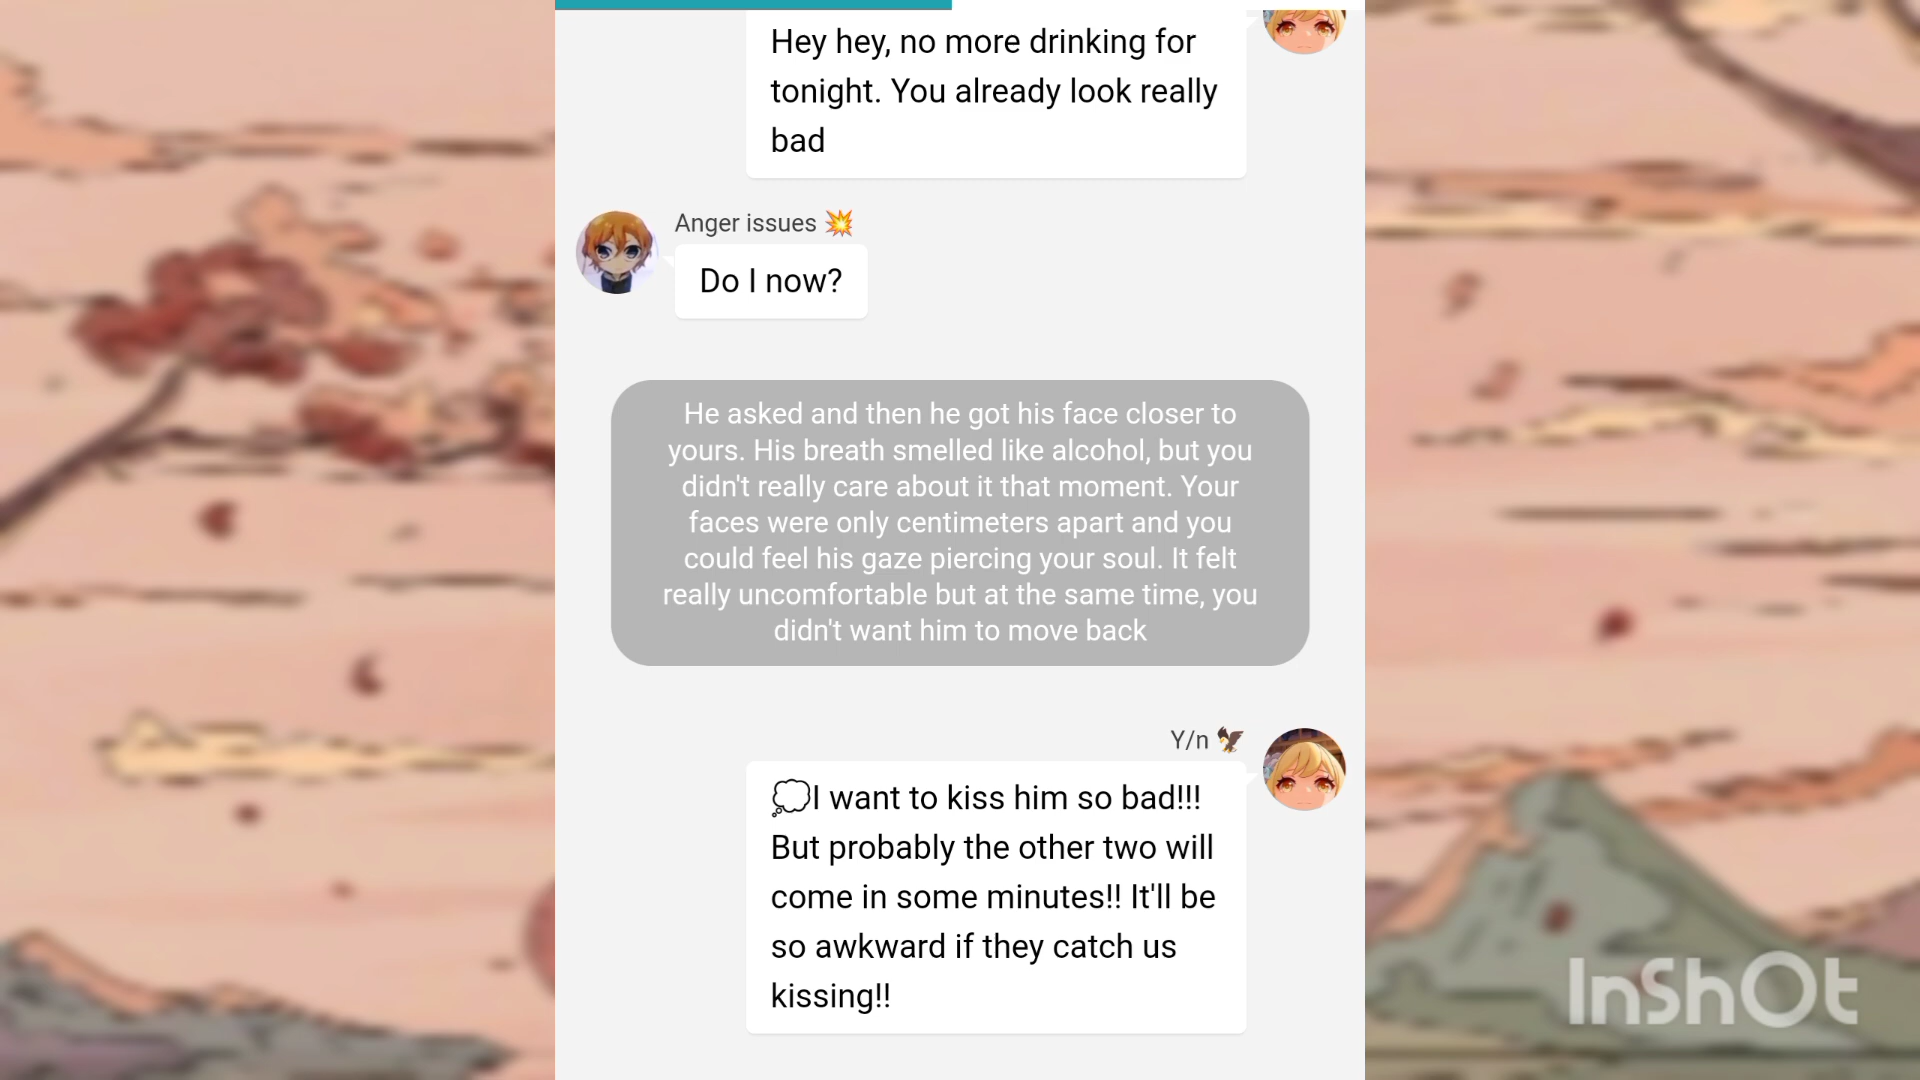 Hey hey, no more drinking for
tonight. You already look really
bad
Anger issues 💥
Do I now?
He asked and then he got his face closer to
yours. His breath smelled like alcohol, but you
didn't really care about it that moment. Your
faces were only centimeters apart and you
could feel his gaze piercing your soul. It felt
really uncomfortable but at the same time, you
didn't want him to move back
Y/n 🦅
💭I want to kiss him so bad!!!
But probably the other two will
come in some minutes!! It'll be
so awkward if they catch us
kissing!!
InShOt